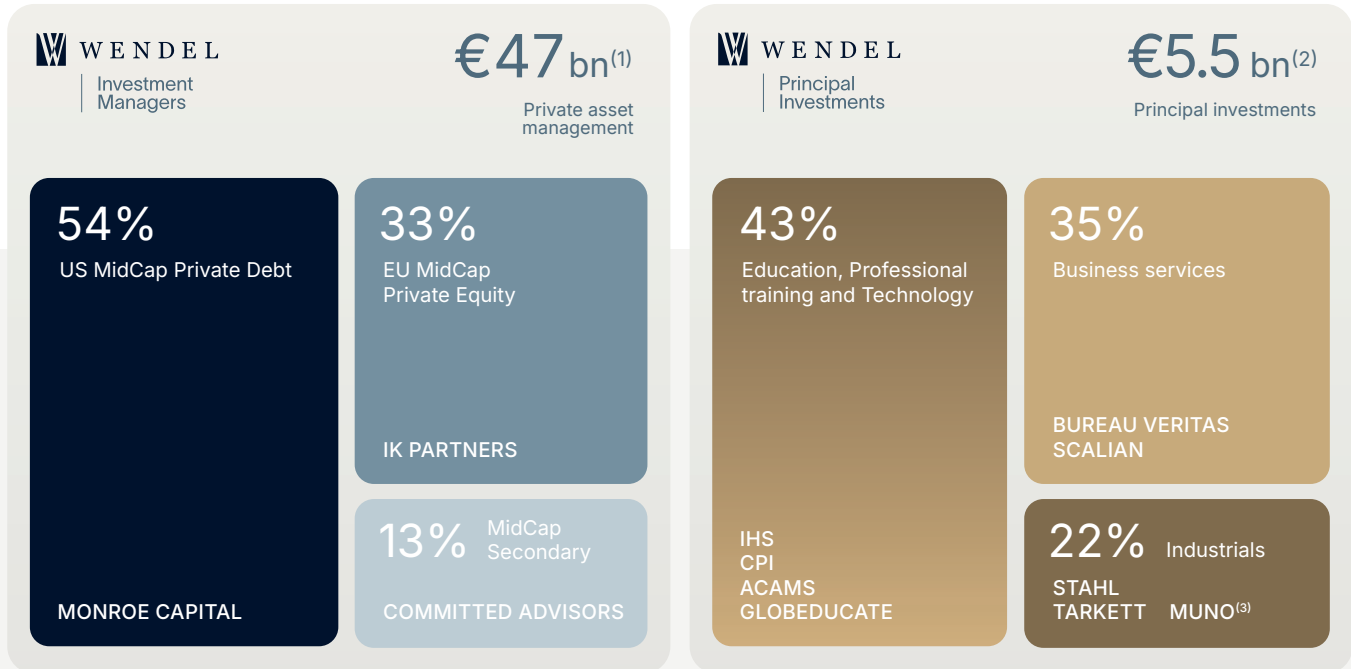 WENDEL
Investment
Managers
€47 bn(1)
Private asset
management
54%
US MidCap Private Debt
MONROE CAPITAL
33%
EU MidCap
Private Equity
IK PARTNERS
13%
MidCap
Secondary
COMMITTED ADVISORS
WENDEL
Principal
Investments
€5.5 bn(2)
Principal investments
43%
Education, Professional
training and Technology
IHS
CPI
ACAMS
GLOBEDUCATE
35%
Business services
BUREAU VERITAS
SCALIAN
22% Industrials
STAHL
TARKETT MUNO(3)